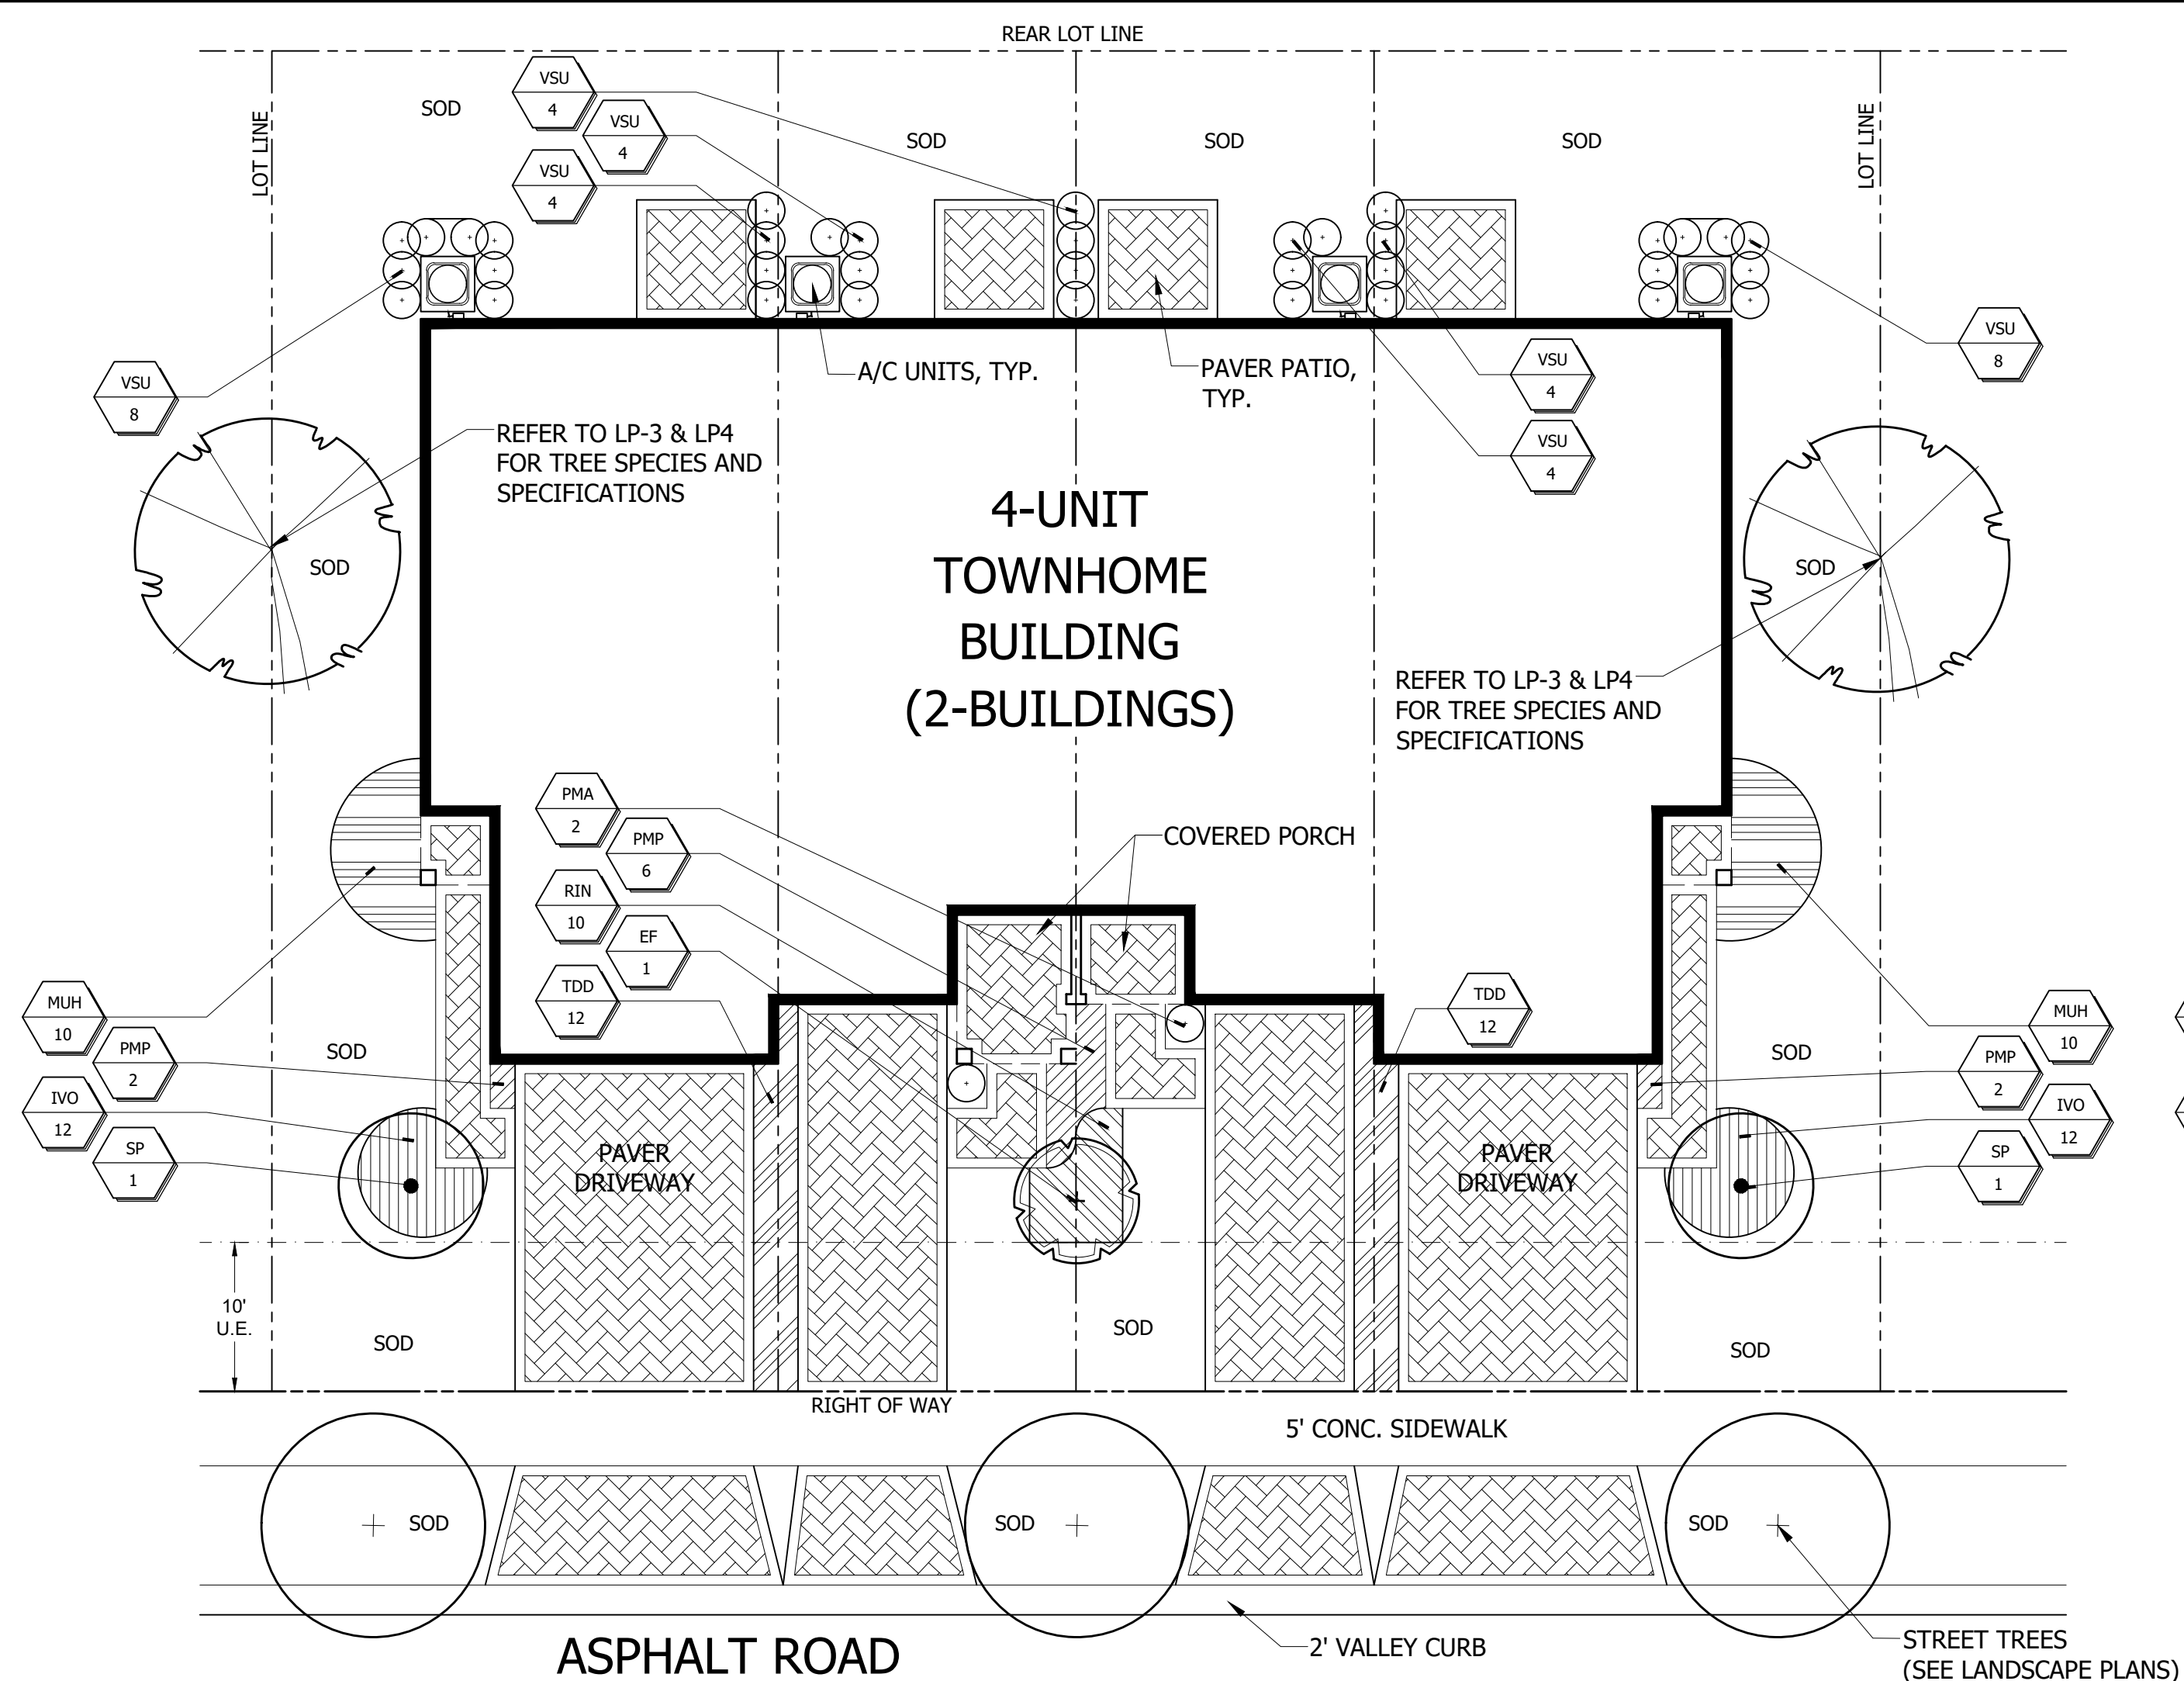 REAR LOT LINE
LOT LINE
SOD
VSU
4
VSU
4
VSU
4
SOD
SOD
SOD
LOT LINE
VSU
8
A/C UNITS, TYP.
PAVER PATIO,
TYP.
VSU
4
VSU
4
VSU
8
REFER TO LP-3 & LP4
FOR TREE SPECIES AND
SPECIFICATIONS
SOD
4-UNIT
TOWNHOME
BUILDING
(2-BUILDINGS)
SOD
REFER TO LP-3 & LP4
FOR TREE SPECIES AND
SPECIFICATIONS
PMA
2
PMP
6
RIN
10
EF
1
TDD
12
COVERED PORCH
TDD
12
MUH
10
PMP
2
IVO
12
SP
1
SOD
SOD
MUH
10
PMP
2
IVO
12
SP
1
PAVER
DRIVEWAY
PAVER
DRIVEWAY
10'
U.E.
SOD
SOD
SOD
RIGHT OF WAY
5' CONC. SIDEWALK
SOD
SOD
SOD
ASPHALT ROAD
2' VALLEY CURB
STREET TREES
(SEE LANDSCAPE PLANS)